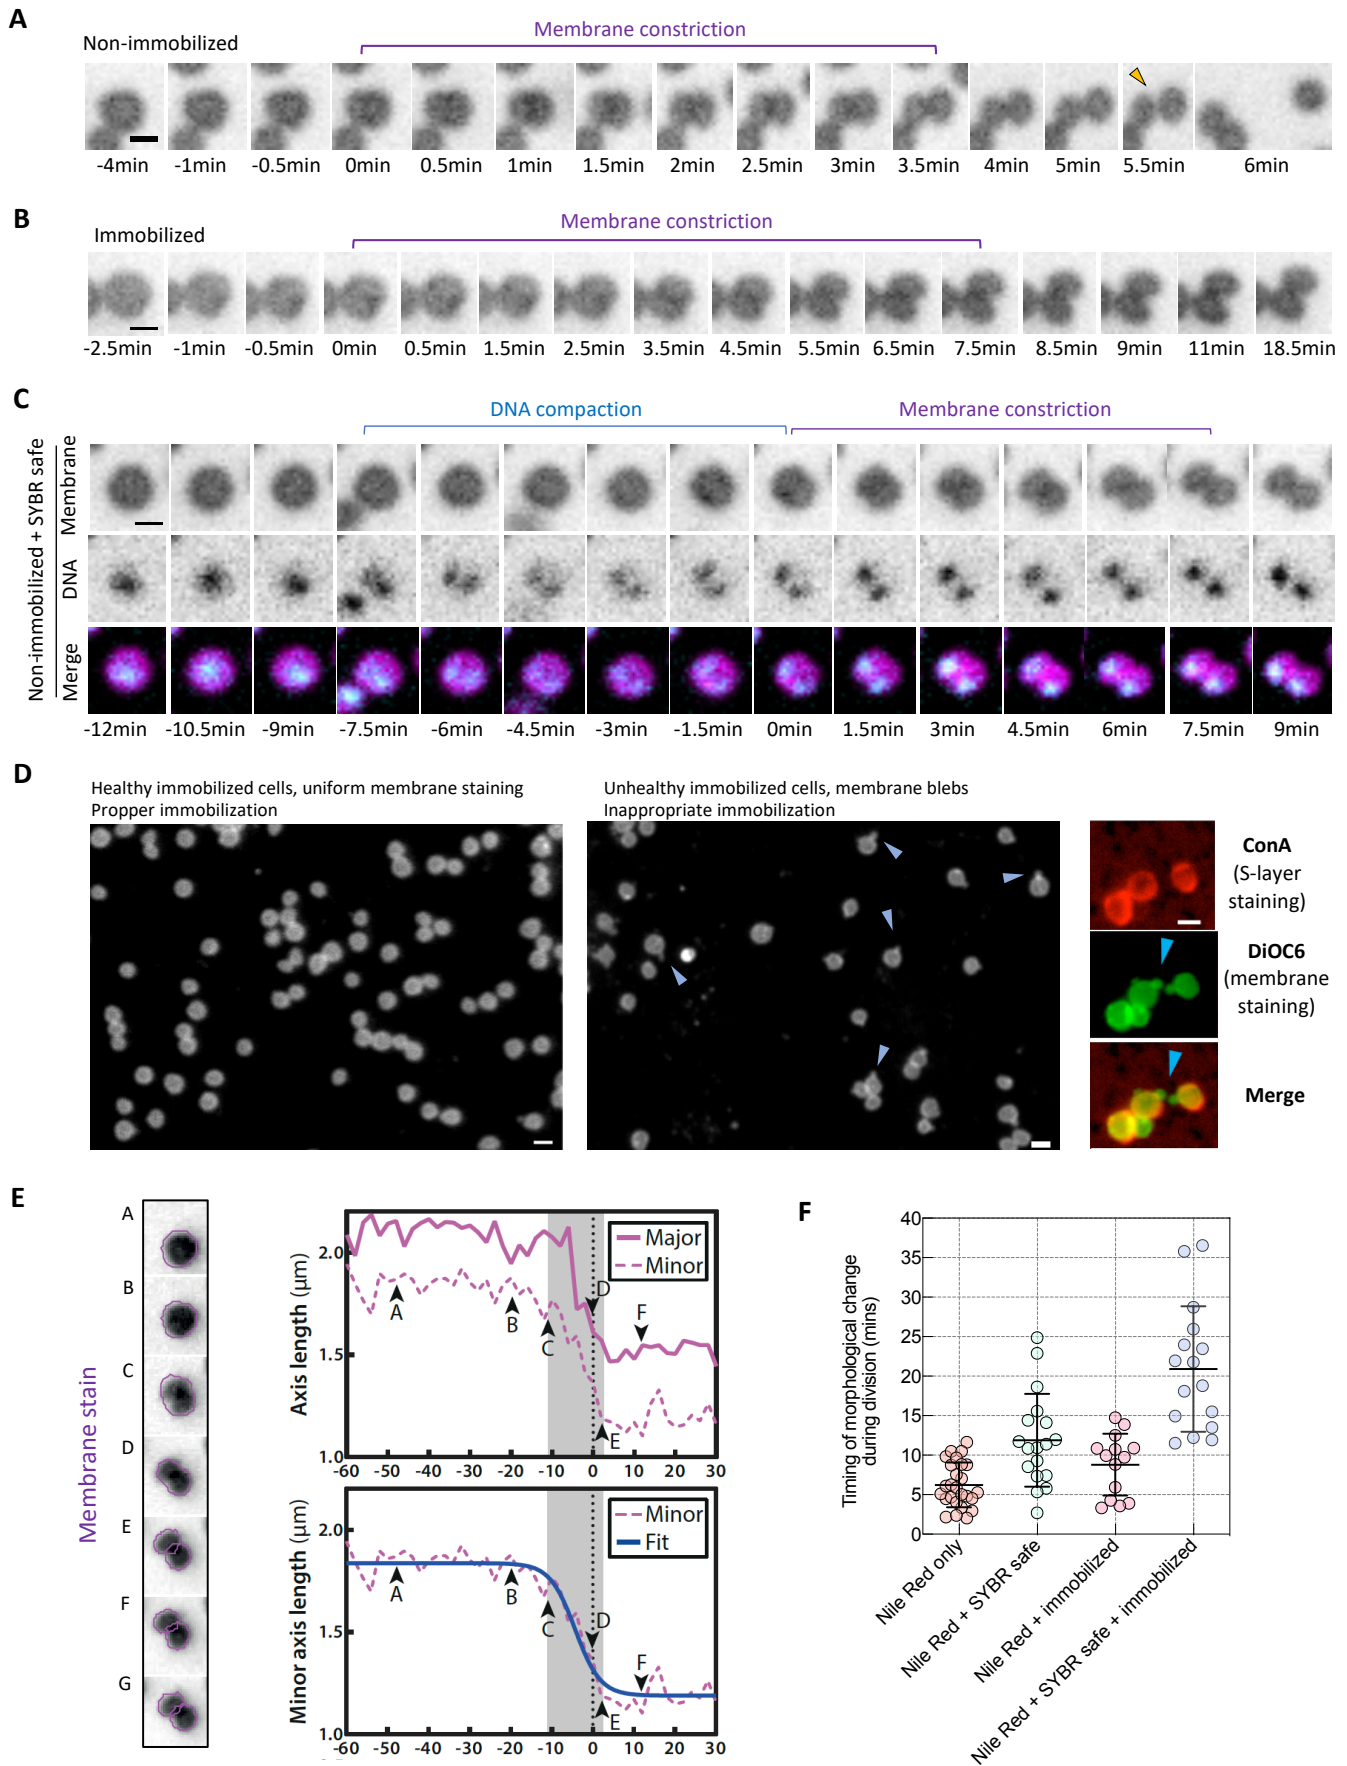 A
Non-immobilized
Membrane constriction
-4min -1min -0.5min 0min 0.5min 1min 1.5min 2min 2.5min 3min 3.5min 4min 5min 5.5min 6min
B
Immobilized
Membrane constriction
-2.5min -1min -0.5min 0min 0.5min 1.5min 2.5min 3.5min 4.5min 5.5min 6.5min 7.5min 8.5min 9min 11min 18.5min
C
DNA compaction
Membrane constriction
Non-immobilized + SYBR safe
Membrane
DNA
Merge
-12min -10.5min -9min -7.5min -6min -4.5min -3min -1.5min 0min 1.5min 3min 4.5min 6min 7.5min 9min
D
Healthy immobilized cells, uniform membrane staining
Propper immobilization
Unhealthy immobilized cells, membrane blebs
Inappropriate immobilization
ConA
(S-layer
staining)
DiOC6
(membrane
staining)
Merge
E
Membrane stain
A
B
C
D
E
F
G
Axis length (μm)
2.0
1.5
1.0
Major
Minor
A
B
C
D
E
F
-60 -50 -40 -30 -20 -10 0 10 20 30
Minor axis length (μm)
2.0
1.5
1.0
Minor
Fit
A
B
C
D
E
F
-60 -50 -40 -30 -20 -10 0 10 20 30
F
Timing of morphological change
during division (mins)
40
35
30
25
20
15
10
5
0
Nile Red only
Nile Red + SYBR safe
Nile Red + immobilized
Nile Red + SYBR safe + immobilized